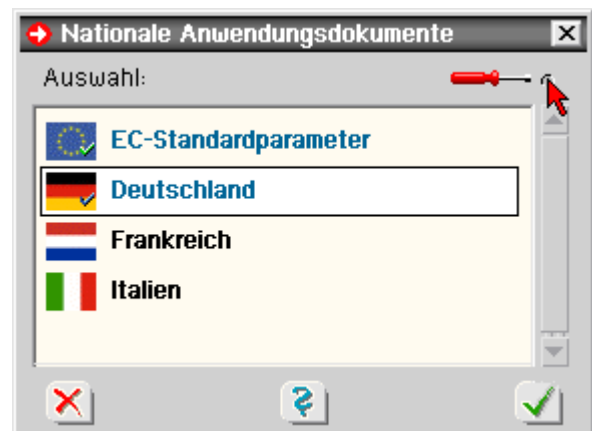 Nationale Anwendungsdokumente
Auswahl:
EC-Standardparameter
Deutschland
Frankreich
Italien